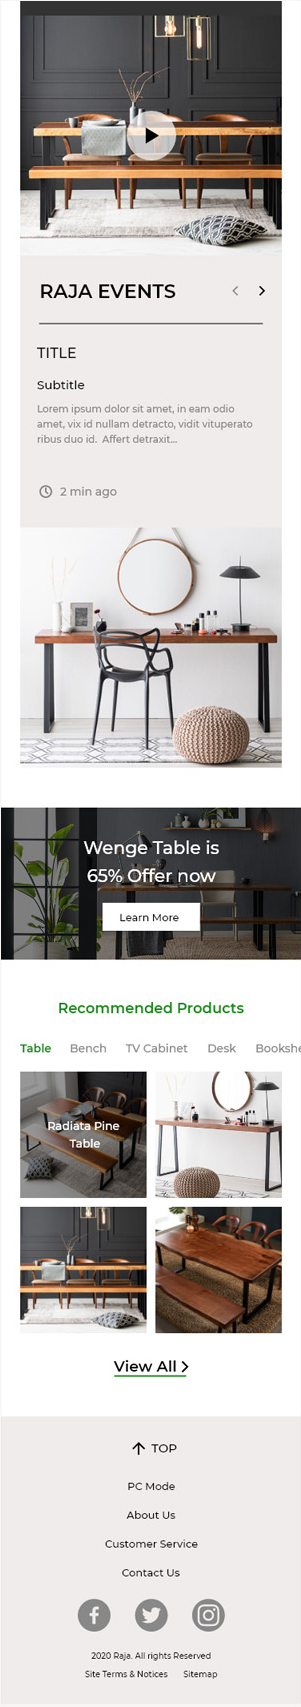 RAJA EVENTS
TITLE
Subtitle
Lorem ipsum dolor sit amet, in eam odio
amet, vix id nullam detracto, vidit vituperato
ribus duo id. Affert detraxit...
2 min ago
Wenge Table is
65% Offer now
Learn More
Recommended Products
Table Bench TV Cabinet Desk Bookshe
Radiata Pine
Table
View All
TOP
PC Mode
About Us
Customer Service
Contact Us
2020 Raja. All rights Reserved
Site Terms & Notices Sitemap